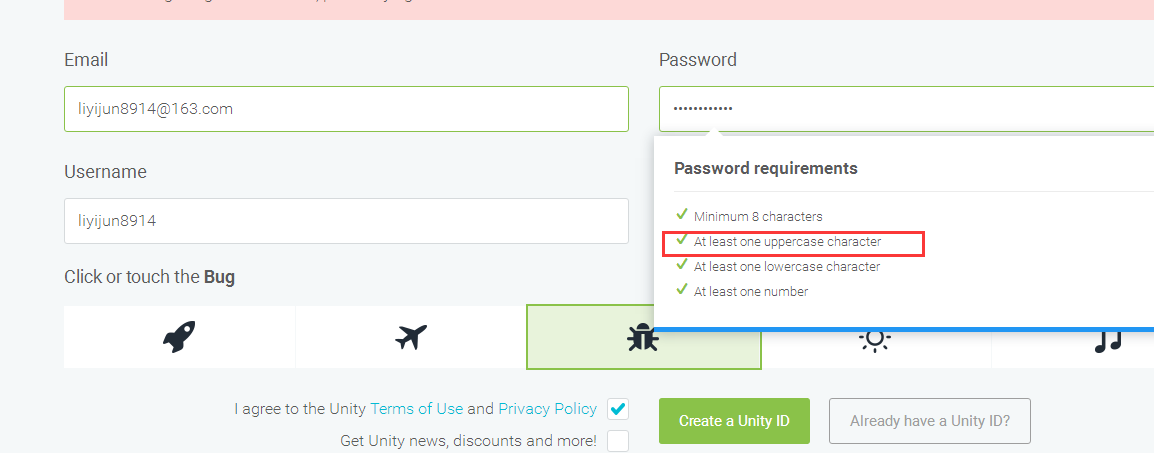 Email
Password
liyijun8914@163.com
••••••••••••
Username
Password requirements
liyijun8914
Minimum 8 characters
At least one uppercase character
At least one lowercase character
At least one number
Click or touch the Bug
I agree to the Unity Terms of Use and Privacy Policy
Create a Unity ID
Already have a Unity ID?
Get Unity news, discounts and more!